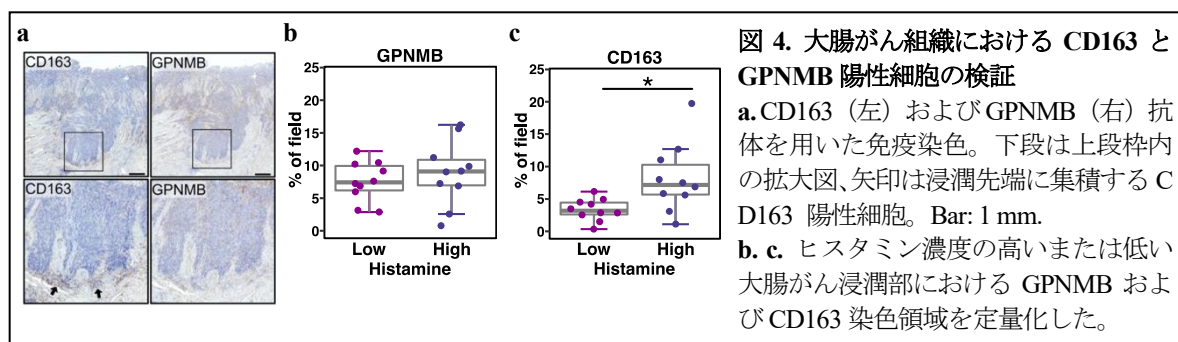 a
CD163
GPNMB
CD163
GPNMB
b
GPNMB
% of field
25
20
15
10
5
0
Low
High
Histamine
c
CD163
*
% of field
25
20
15
10
5
0
Low
High
Histamine
図 4. 大腸がん組織における CD163 と
GPNMB 陽性細胞の検証
a.CD163（左）および GPNMB（右）抗
体を用いた免疫染色。下段は上段枠内
の拡大図、矢印は浸潤先端に集積する C
D163 陽性細胞。Bar: 1 mm.
b. c. ヒスタミン濃度の高いまたは低い
大腸がん浸潤部における GPNMB およ
び CD163 染色領域を定量化した。